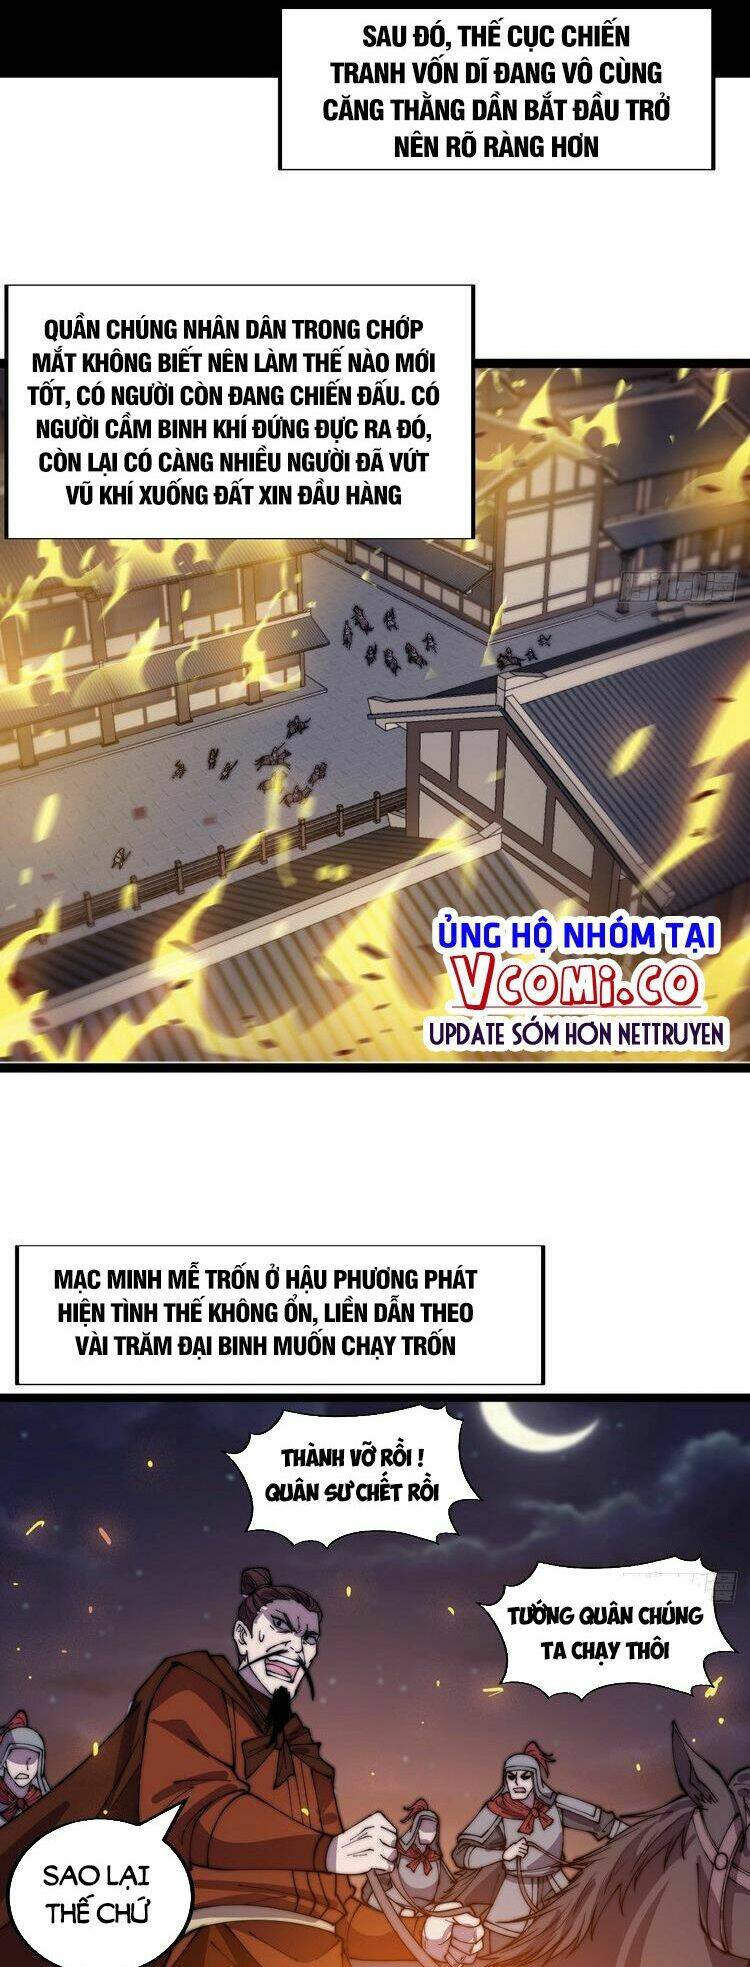 SAU ĐÓ, THẾ CỤC CHIẾN
TRANH VỐN DĨ ĐANG VÔ CÙNG
CĂNG THẲNG DẦN BẮT ĐẦU TRỞ
NÊN RÕ RÀNG HƠN
QUẦN CHÚNG NHÂN DÂN TRONG CHỚP
MẮT KHÔNG BIẾT NÊN LÀM THẾ NÀO MỚI
TỐT, CÓ NGƯỜI CÒN ĐANG CHIẾN ĐẤU. CÓ
NGƯỜI CẦM BINH KHÍ ĐỨNG ĐỰC RA ĐÓ,
CÒN LẠI CÓ CÀNG NHIỀU NGƯỜI ĐÃ VỨT
VŨ KHÍ XUỐNG ĐẤT XIN ĐẦU HÀNG
ỦNG HỘ NHÓM TẠI
VCOMI.CO
UPDATE SỚM HƠN NETTRUYEN
MẠC MINH MỄ TRỐN Ở HẬU PHƯƠNG PHÁT
HIỆN TÌNH THẾ KHÔNG ỔN, LIỀN DẪN THEO
VÀI TRĂM ĐẠI BINH MUỐN CHẠY TRỐN
THÀNH VỠ RỒI !
QUÂN SƯ CHẾT RỒI
TƯỚNG QUÂN CHÚNG
TA CHẠY THÔI
SAO LẠI
THẾ CHỨ